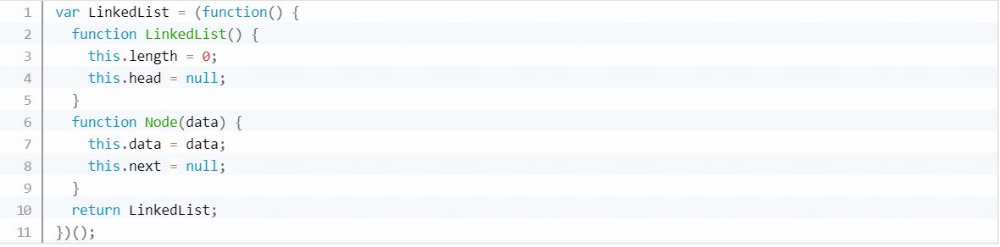 1 var LinkedList = (function() {
2   function LinkedList() {
3     this.length = 0;
4     this.head = null;
5   }
6   function Node(data) {
7     this.data = data;
8     this.next = null;
9   }
10   return LinkedList;
11 })();